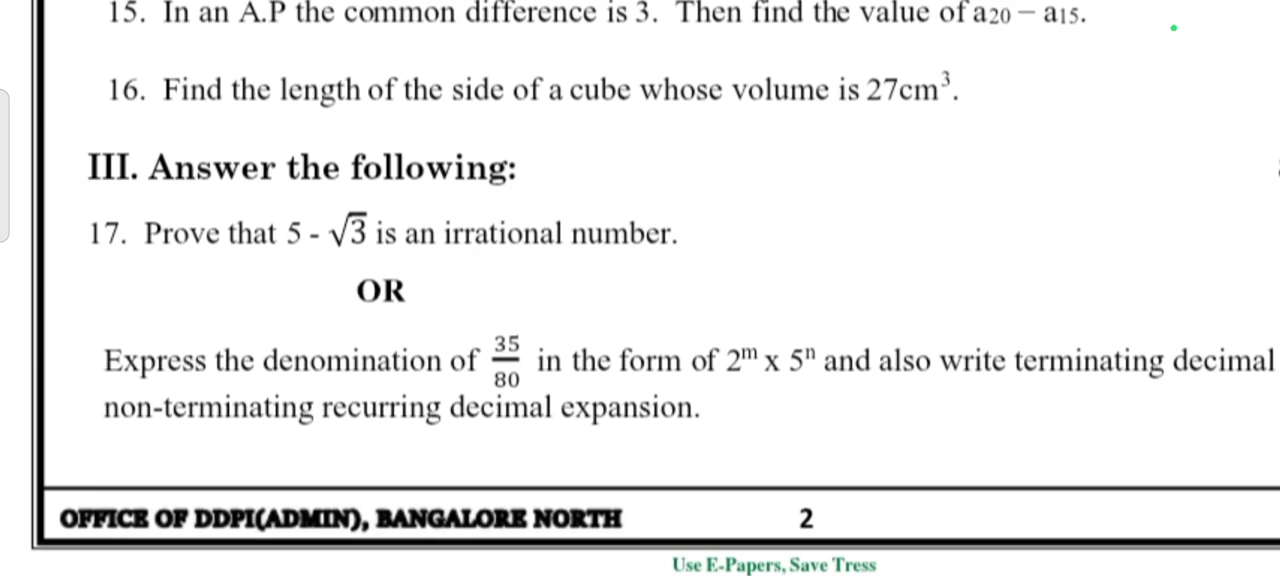 15. In an A.P the common difference is 3. Then find the value of a₂₀ – a₁₅.
16. Find the length of the side of a cube whose volume is 27cm³.
III. Answer the following:
17. Prove that 5 - √3 is an irrational number.
OR
Express the denomination of 35/80 in the form of 2ᵐ x 5ⁿ and also write terminating decimal
non-terminating recurring decimal expansion.
OFFICE OF DDPI(ADMIN), BANGALORE NORTH 2
Use E-Papers, Save Tress